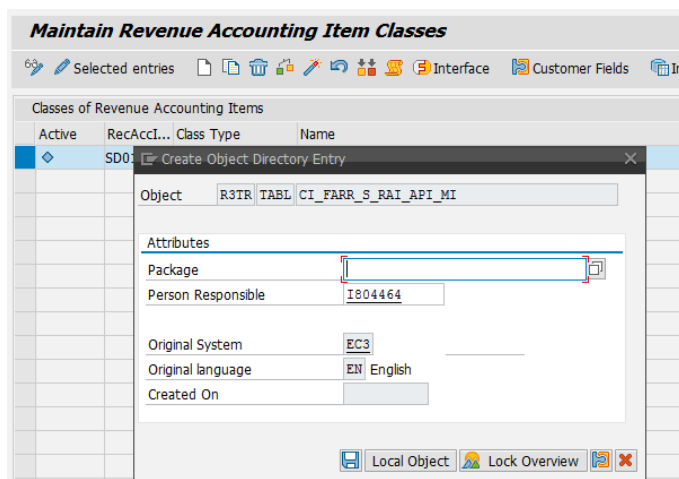 Maintain Revenue Accounting Item Classes
Selected entries Interface Customer Fields
Classes of Revenue Accounting Items
Active RecAccI... Class Type Name
SD01
Create Object Directory Entry
Object R3TR TABL CI_FARR_S_RAI_API_MI
Attributes
Package
Person Responsible I804464
Original System EC3
Original language EN English
Created On
Local Object Lock Overview